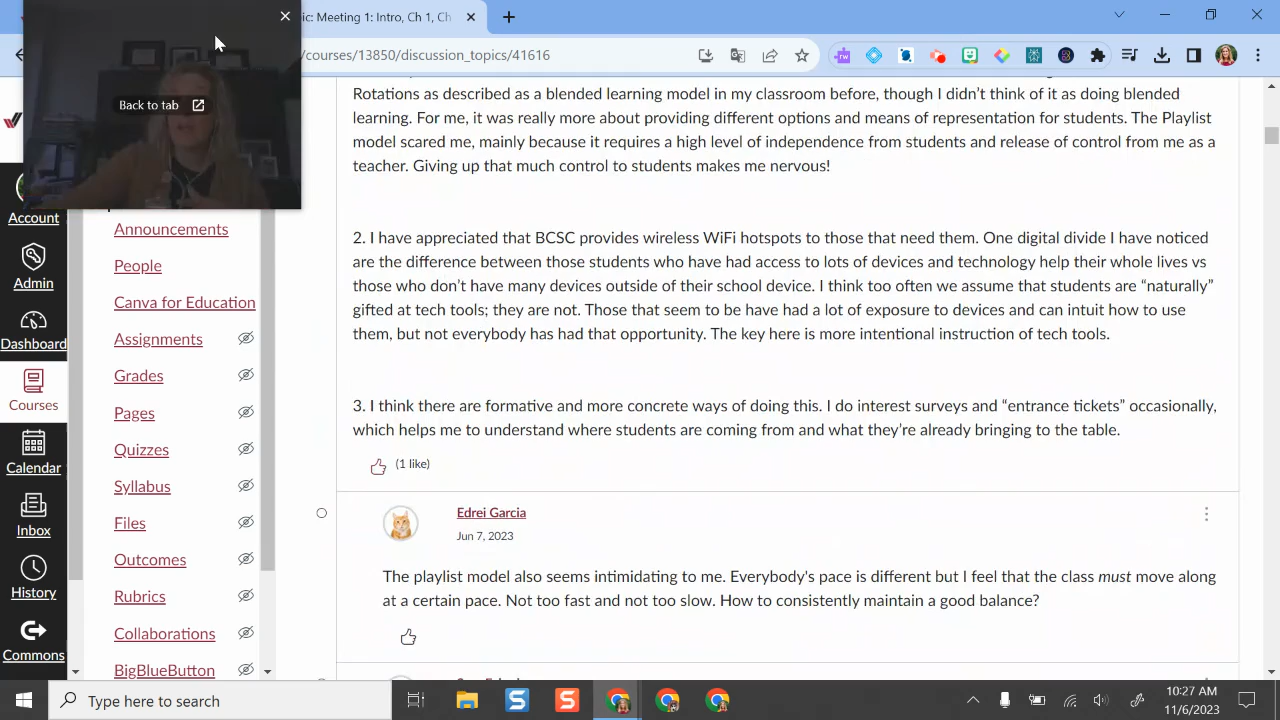 ic: Meeting 1: Intro, Ch 1, Ch
/courses/13850/discussion_topics/41616
Back to tab
Account
Admin
Dashboard
Courses
Calendar
Inbox
History
Commons
Announcements
People
Canva for Education
Assignments
Grades
Pages
Quizzes
Syllabus
Files
Outcomes
Rubrics
Collaborations
BigBlueButton
Rotations as described as a blended learning model in my classroom before, though I didn't think of it as doing blended
learning. For me, it was really more about providing different options and means of representation for students. The Playlist
model scared me, mainly because it requires a high level of independence from students and release of control from me as a
teacher. Giving up that much control to students makes me nervous!
2. I have appreciated that BCSC provides wireless WiFi hotspots to those that need them. One digital divide I have noticed
are the difference between those students who have had access to lots of devices and technology help their whole lives vs
those who don't have many devices outside of their school device. I think too often we assume that students are “naturally”
gifted at tech tools; they are not. Those that seem to be have had a lot of exposure to devices and can intuit how to use
them, but not everybody has had that opportunity. The key here is more intentional instruction of tech tools.
3. I think there are formative and more concrete ways of doing this. I do interest surveys and “entrance tickets” occasionally,
which helps me to understand where students are coming from and what they're already bringing to the table.
(1 like)
Edrei Garcia
Jun 7, 2023
The playlist model also seems intimidating to me. Everybody's pace is different but I feel that the class must move along
at a certain pace. Not too fast and not too slow. How to consistently maintain a good balance?
Type here to search
10:27 AM
11/6/2023